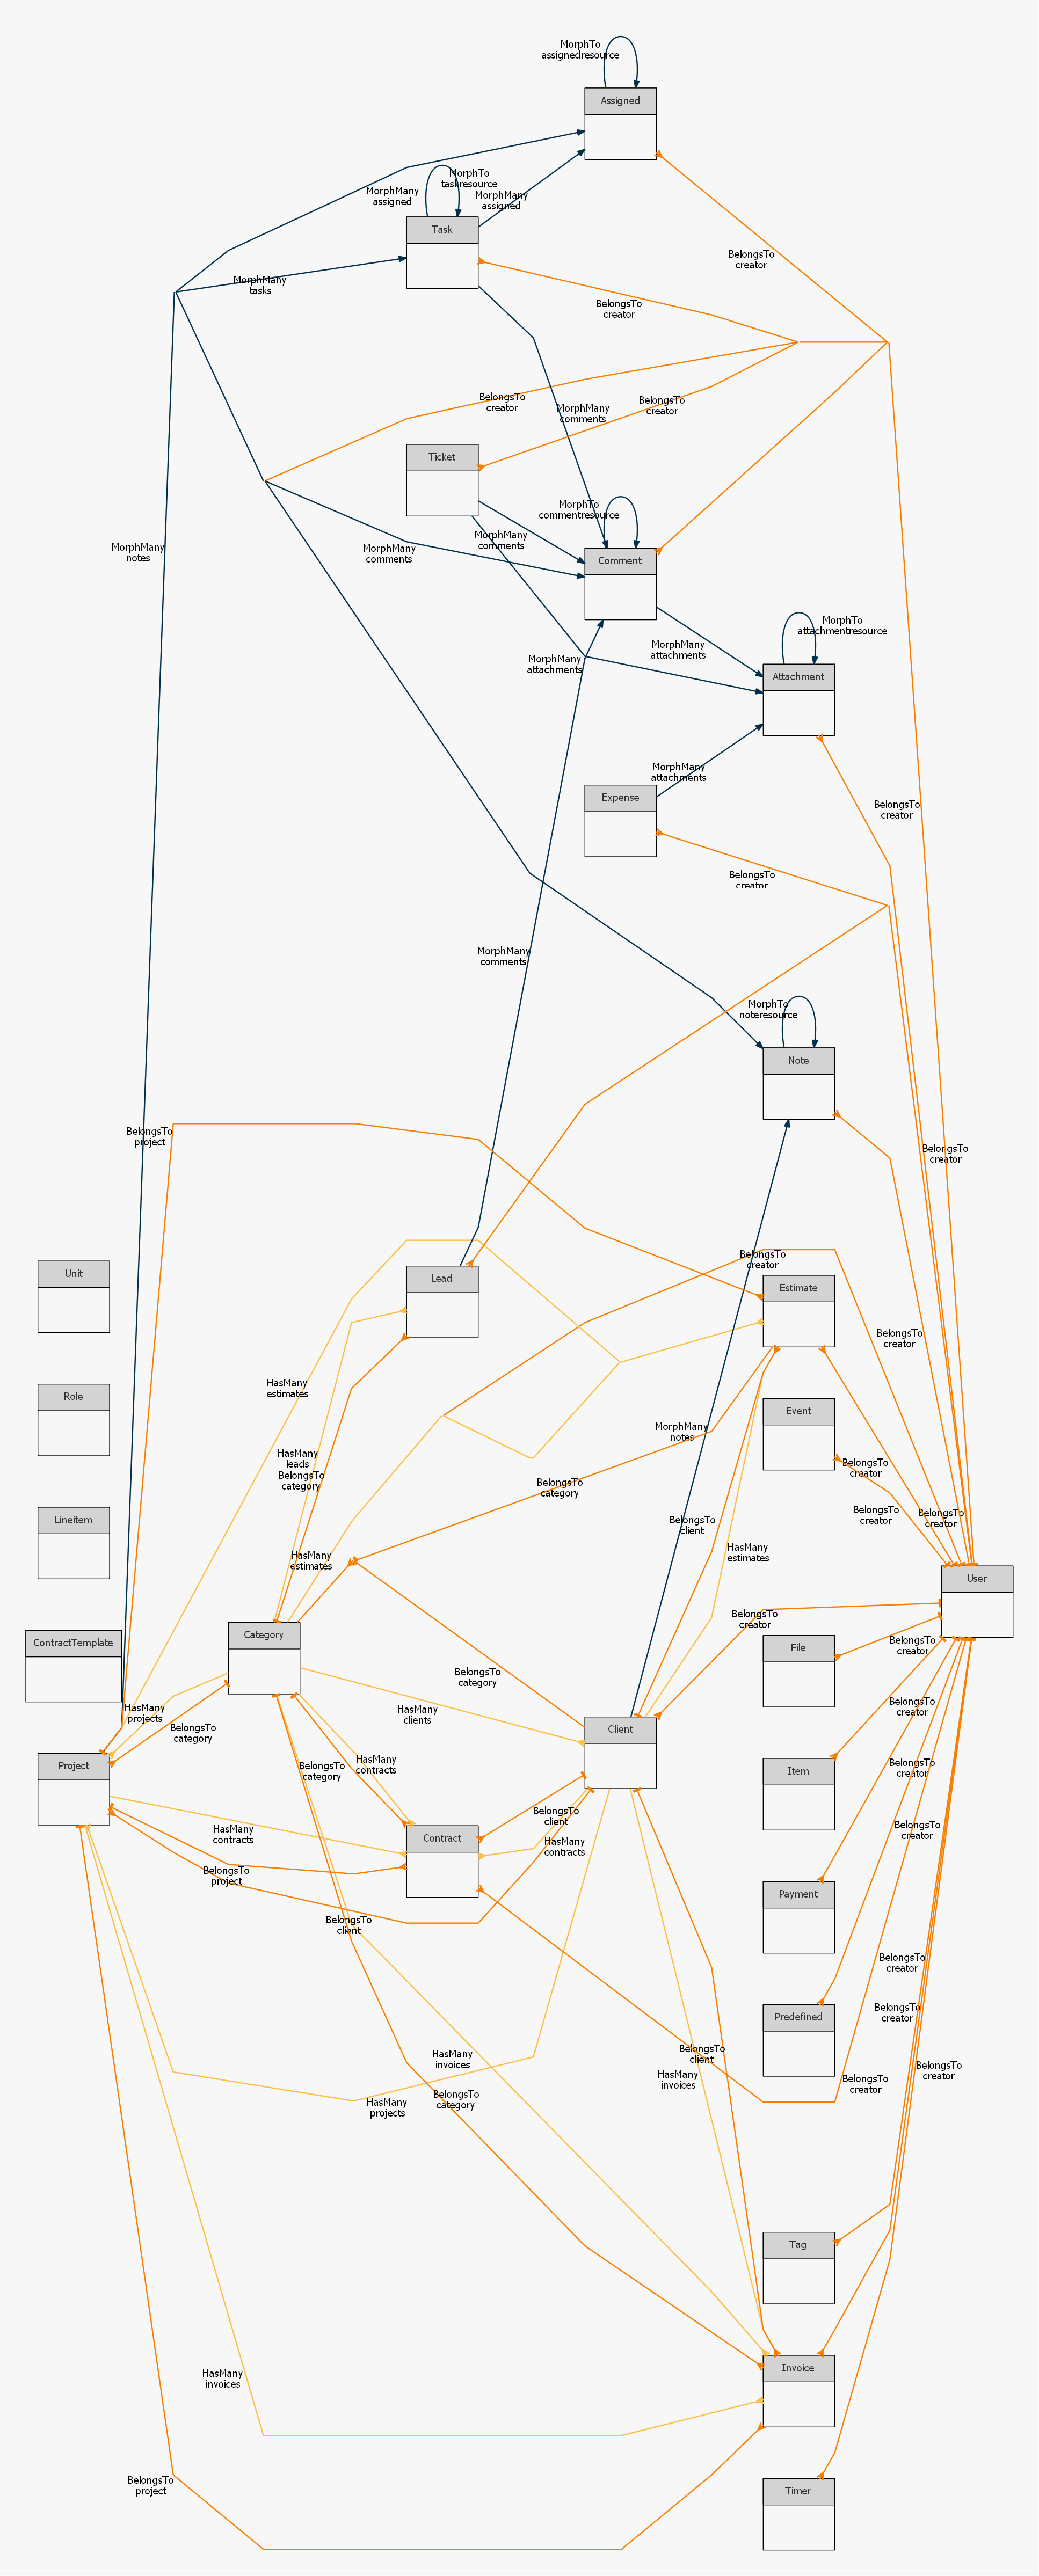 MorphTo
assignedresource
Assigned
MorphTo
taskresource
MorphMany
assigned
MorphMany
assigned
Task
BelongsTo
creator
MorphMany
tasks
BelongsTo
creator
BelongsTo
creator
BelongsTo
creator
MorphMany
comments
Ticket
MorphTo
commentresource
MorphMany
comments
MorphMany
notes
MorphMany
comments
Comment
MorphTo
attachmentresource
MorphMany
attachments
MorphMany
attachments
Attachment
MorphMany
attachments
Expense
BelongsTo
creator
BelongsTo
creator
MorphMany
comments
MorphTo
noteresource
Note
BelongsTo
project
BelongsTo
creator
BelongsTo
creator
Unit
Lead
Estimate
BelongsTo
creator
HasMany
estimates
Role
Event
MorphMany
notes
HasMany
leads
BelongsTo
category
BelongsTo
creator
BelongsTo
category
BelongsTo
creator
BelongsTo
creator
Lineitem
BelongsTo
client
HasMany
estimates
HasMany
estimates
User
BelongsTo
creator
ContractTemplate
Category
File
BelongsTo
creator
BelongsTo
category
BelongsTo
creator
HasMany
projects
HasMany
clients
BelongsTo
category
Client
Project
BelongsTo
category
HasMany
contracts
Item
BelongsTo
creator
BelongsTo
client
HasMany
contracts
BelongsTo
creator
HasMany
contracts
Contract
BelongsTo
project
Payment
BelongsTo
client
BelongsTo
creator
BelongsTo
creator
Predefined
HasMany
invoices
BelongsTo
client
HasMany
invoices
BelongsTo
creator
BelongsTo
creator
HasMany
projects
BelongsTo
category
Tag
Invoice
HasMany
invoices
BelongsTo
project
Timer